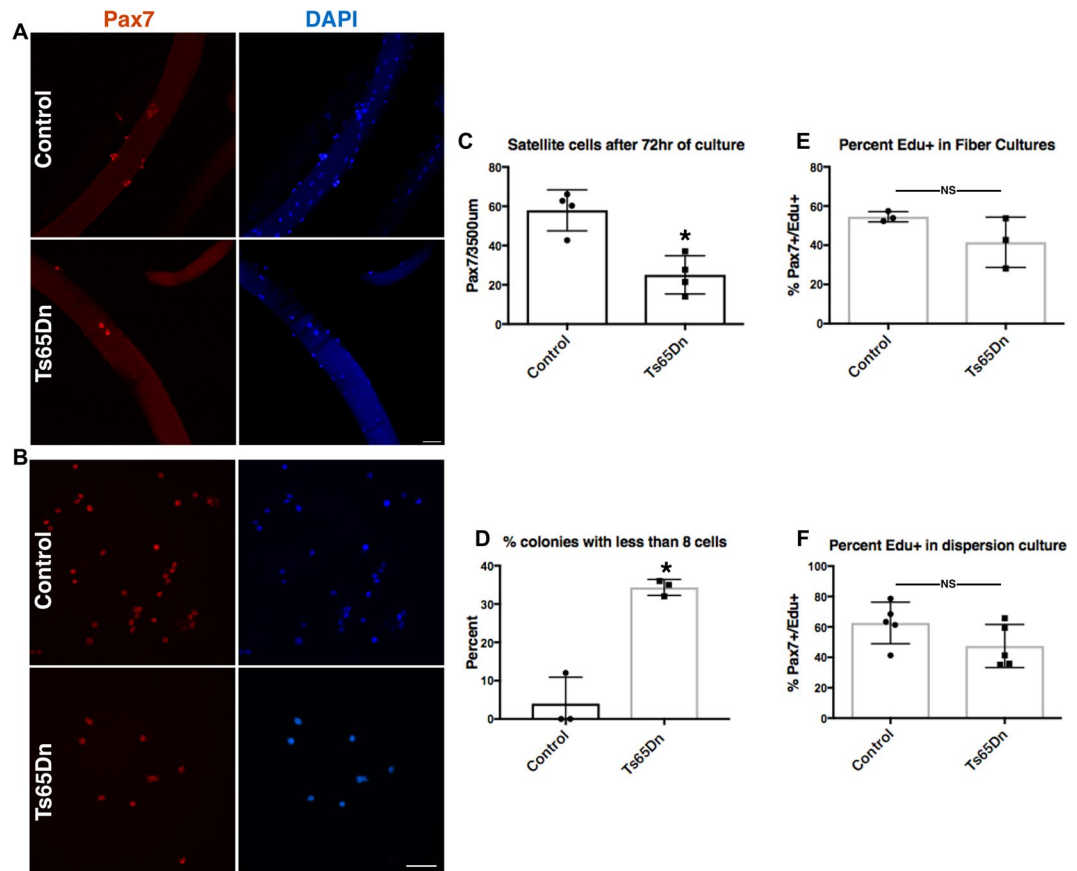 Pax7
DAPI
A
Control
Ts65Dn
B
Control
Ts65Dn
C
Satellite cells after 72hr of culture
Pax7/3500um
80
60
40
20
0
*
Control
Ts65Dn
E
Percent Edu+ in Fiber Cultures
% Pax7+/Edu+
80
60
40
20
0
NS
Control
Ts65Dn
D
% colonies with less than 8 cells
Percent
40
30
20
10
0
*
Control
Ts65Dn
F
Percent Edu+ in dispersion culture
% Pax7+/Edu+
100
80
60
40
20
0
NS
Control
Ts65Dn